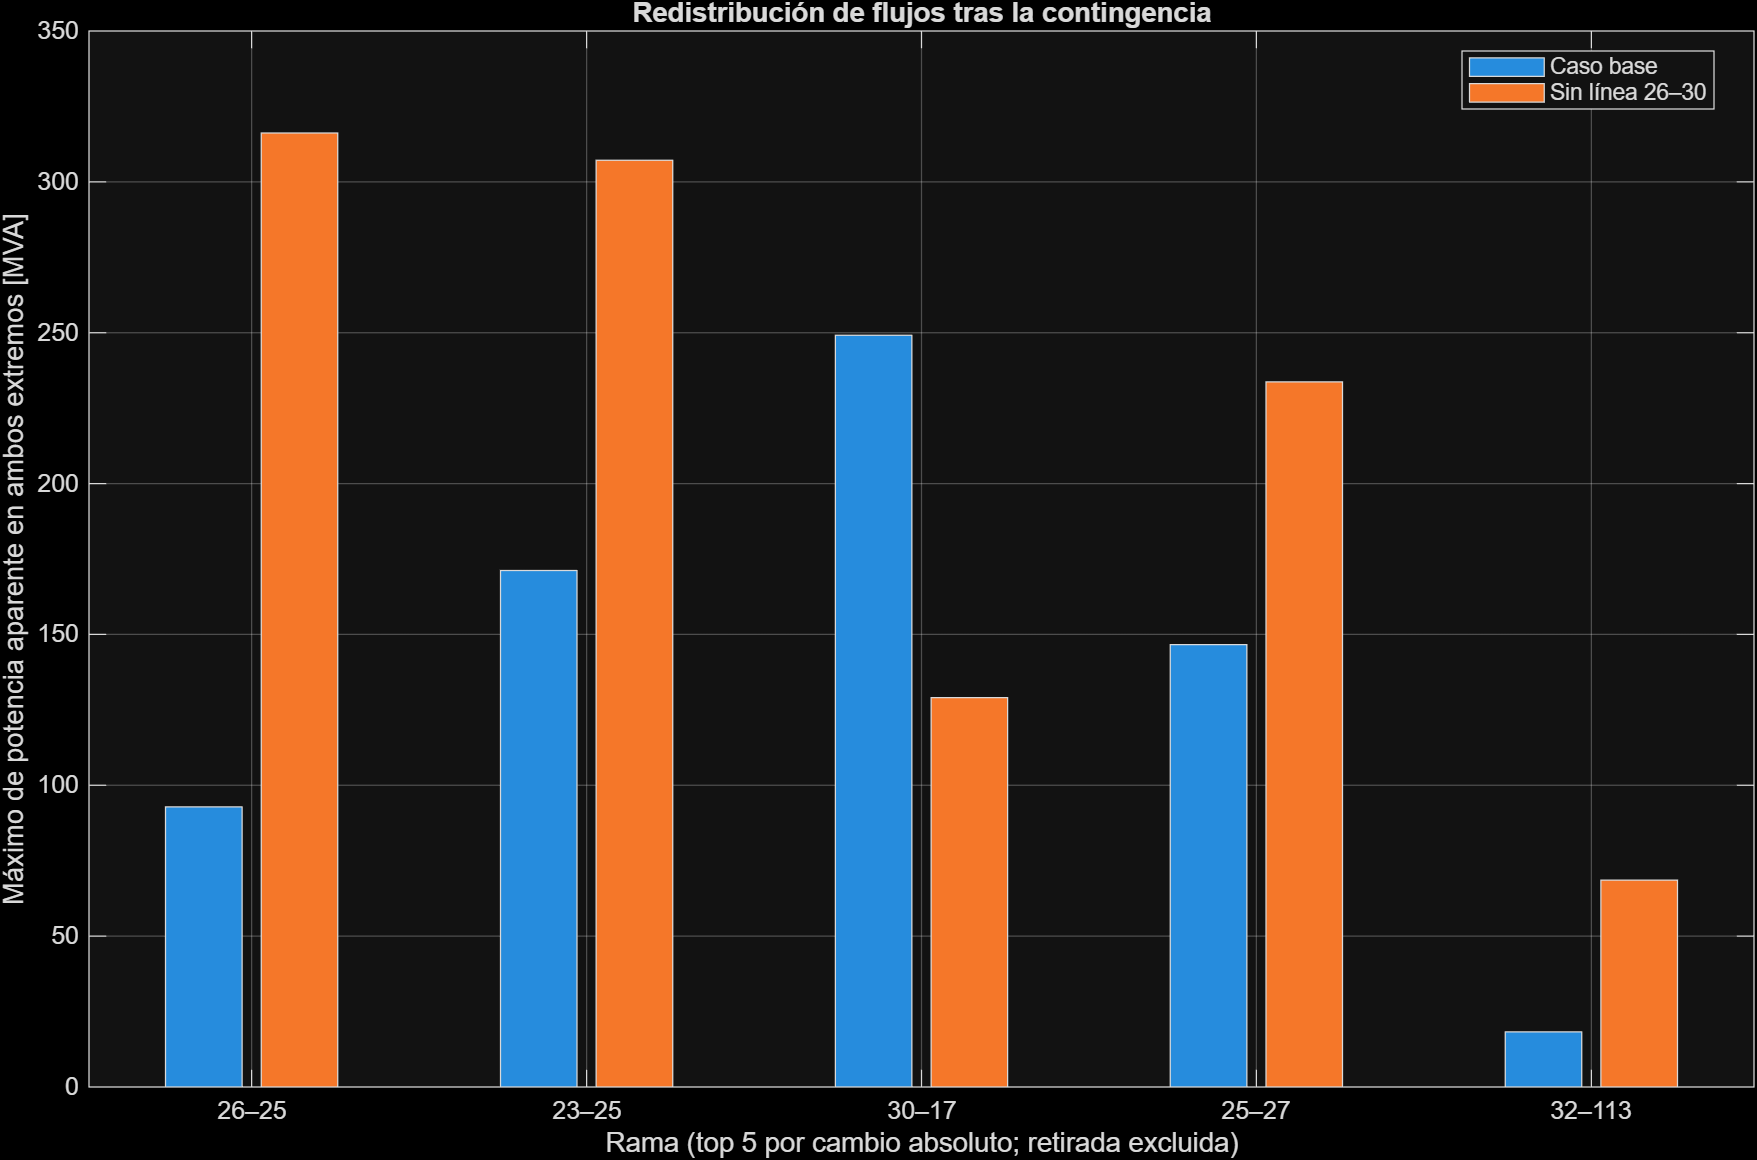 Redistribución de flujos tras la contingencia
Caso base
Sin línea 26–30
Máximo de potencia aparente en ambos extremos [MVA]
350
300
250
200
150
100
50
0
26–25
23–25
30–17
25–27
32–113
Rama (top 5 por cambio absoluto; retirada excluida)